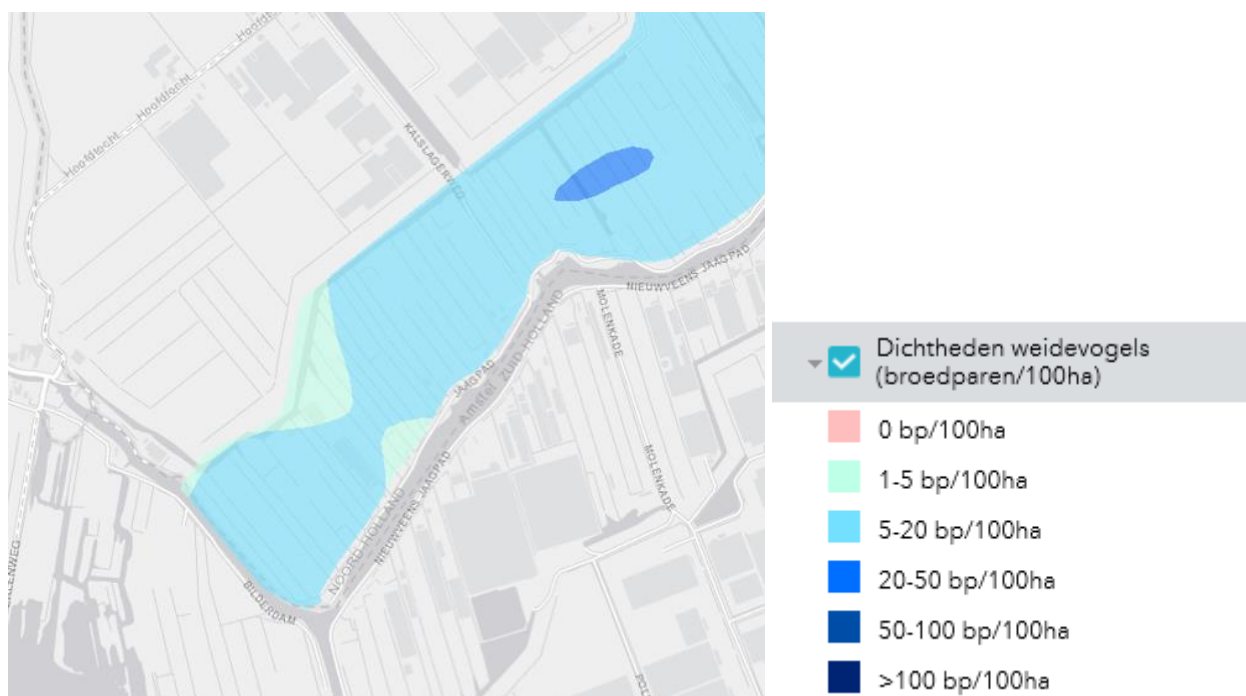 Hoofdtocht
Hoofdtocht
Hoofdtocht
KALSLAGERWEG
NIEUWVEENS JAAGPAD
MOLENKADE
JAAGPAD
Amstel ZUID-HOLLAND
MOLENKADE
NOORD-HOLLAND
NIEUWVEENS JAAGPAD
BILDERDAM
Dichtheden weidevogels
(broedparen/100ha)
0 bp/100ha
1-5 bp/100ha
5-20 bp/100ha
20-50 bp/100ha
50-100 bp/100ha
>100 bp/100ha